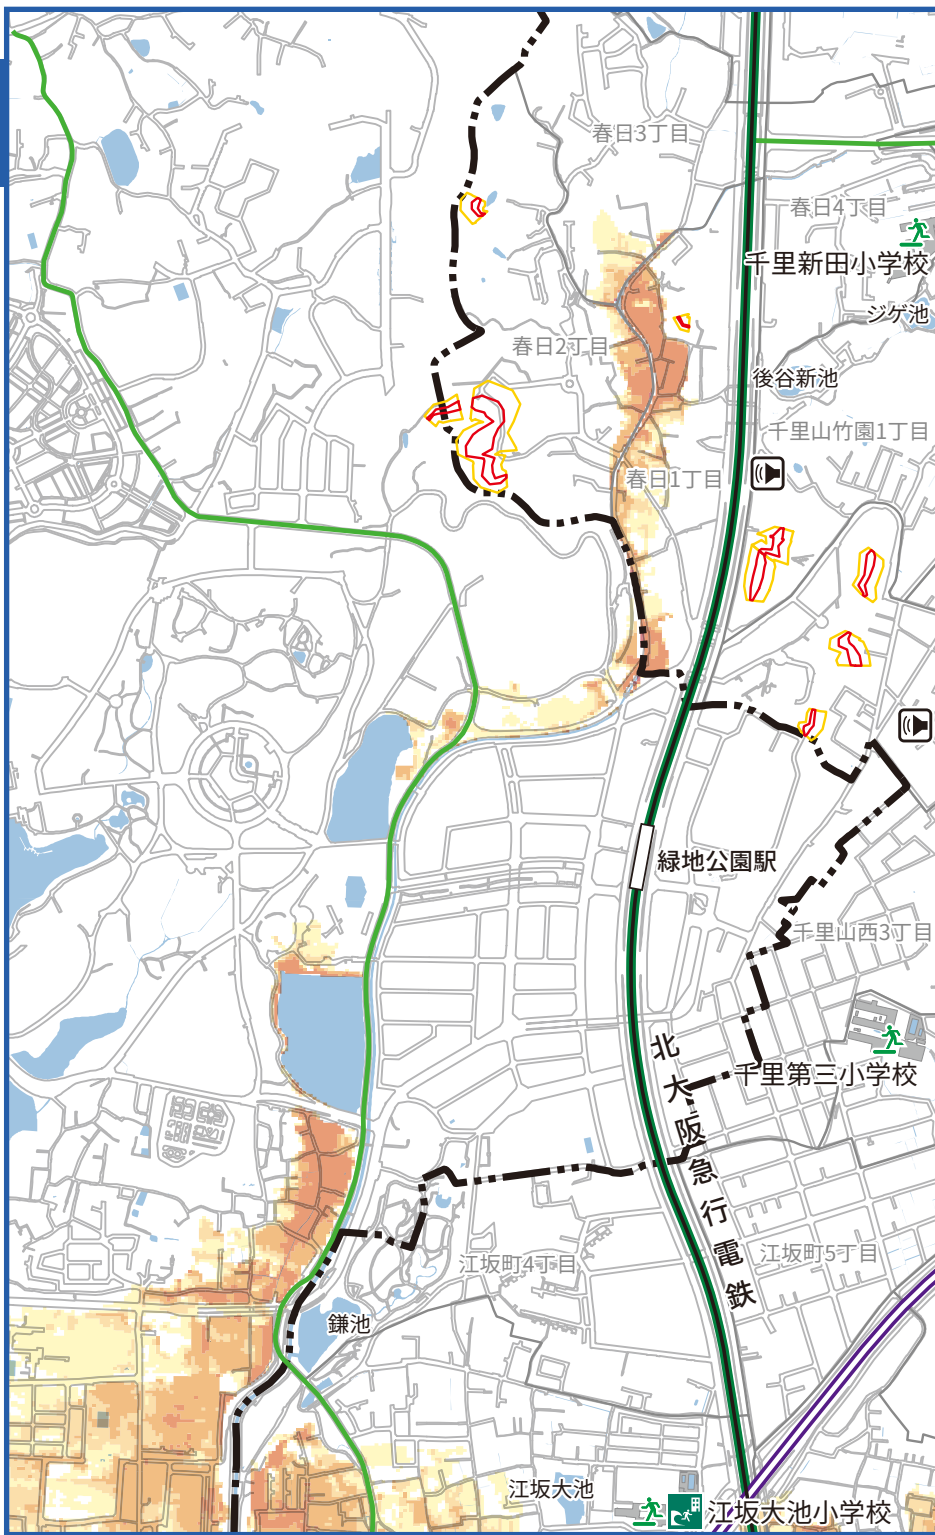 春日3丁目
春日4丁目
千里新田小学校
ジゲ池
春日2丁目
後谷新池
千里山竹園1丁目
春日1丁目
緑地公園駅
千里山西3丁目
北大阪急行電鉄
千里第三小学校
江坂町4丁目
江坂町5丁目
鎌池
江坂大池
江坂大池小学校